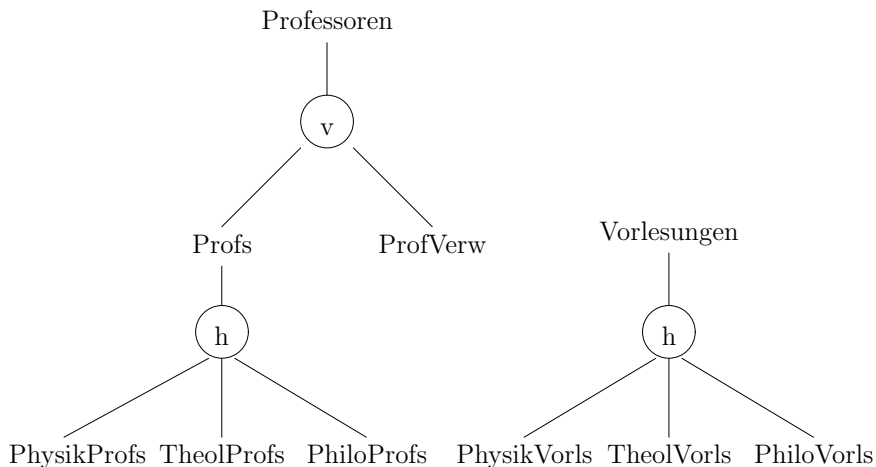 Professoren
v
Profs ProfVerw
Vorlesungen
h
h
PhysikProfs TheolProfs PhiloProfs PhysikVorls TheolVorls PhiloVorls